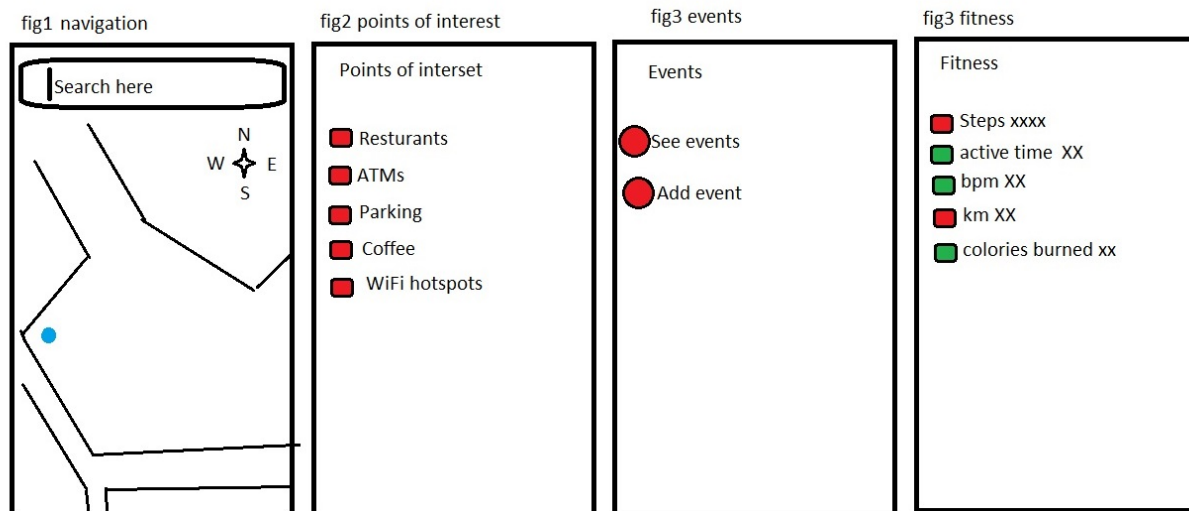 fig1 navigation
Search here
N
W E
S
fig2 points of interest
Points of interset
Resturants
ATMs
Parking
Coffee
WiFi hotspots
fig3 events
Events
See events
Add event
fig3 fitness
Fitness
Steps xxxx
active time XX
bpm XX
km XX
colories burned xx